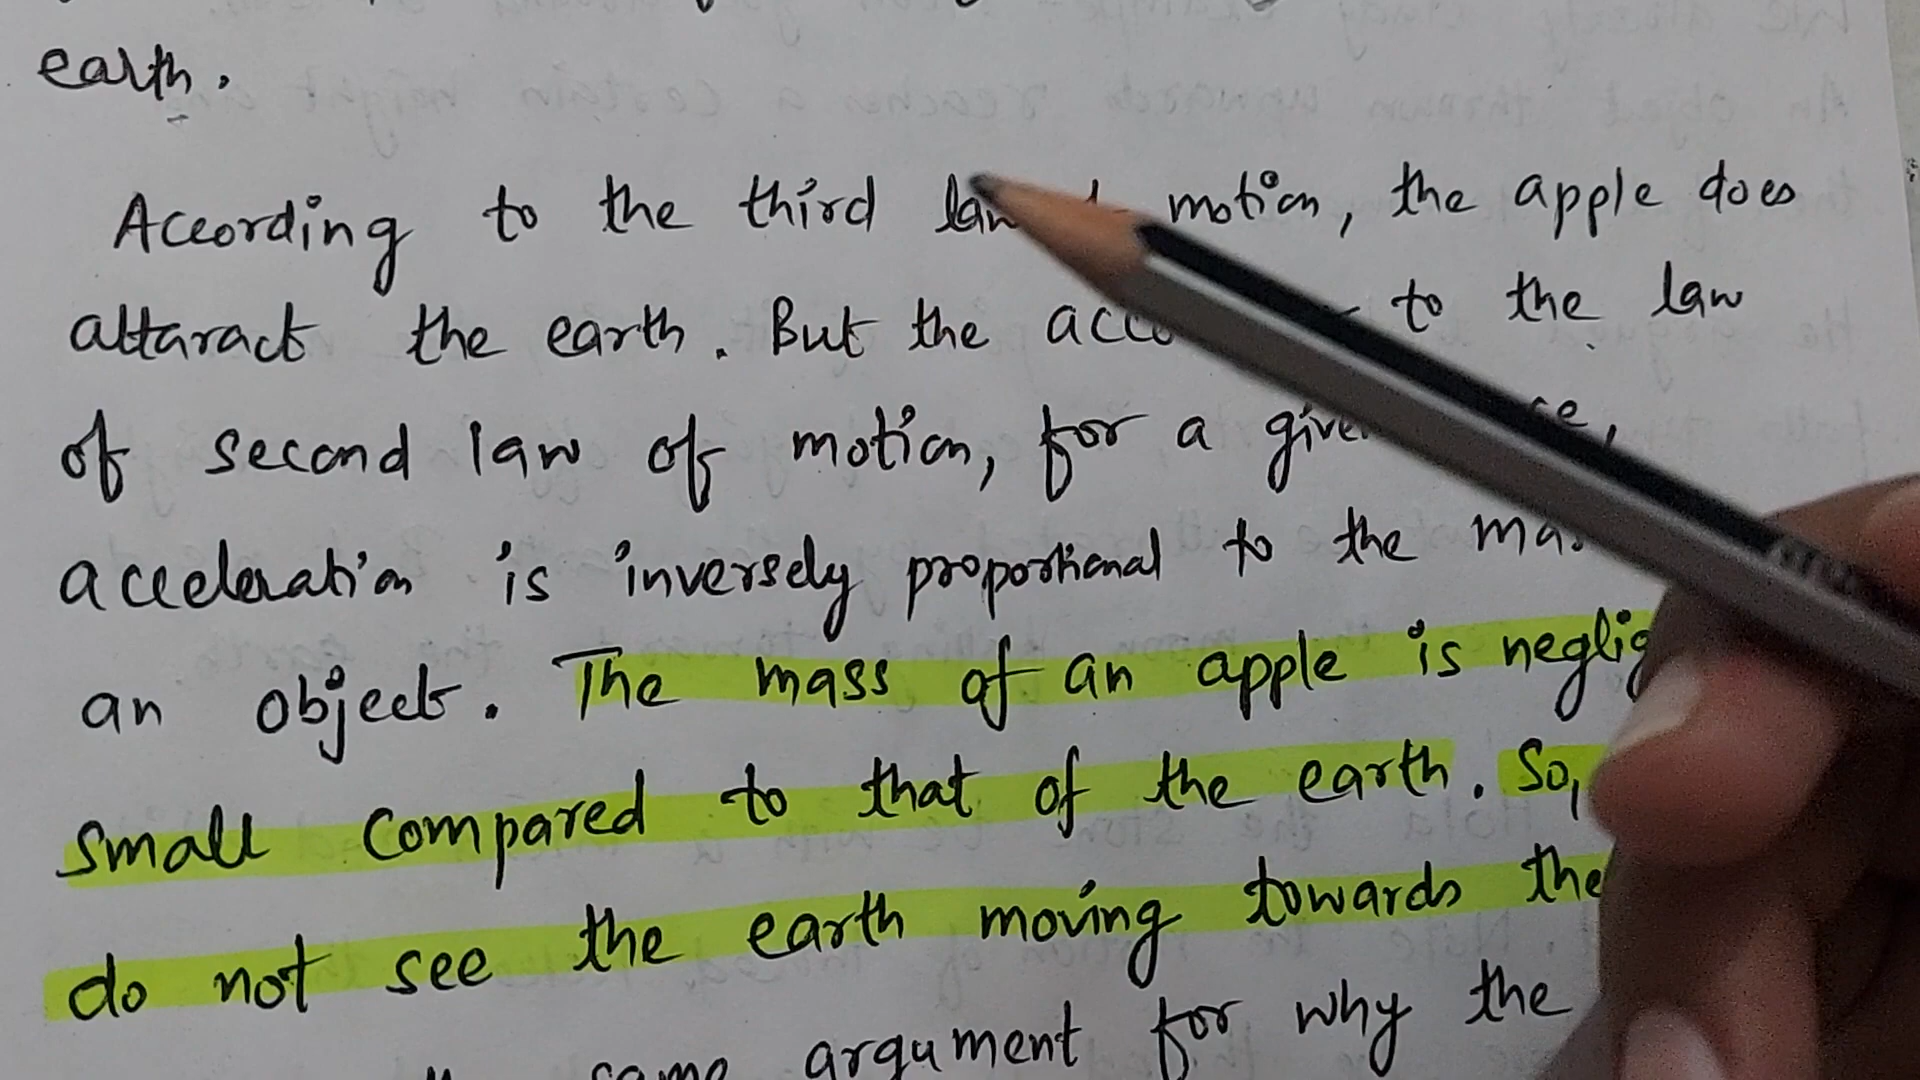 earth.
According to the third law motion, the apple does
attaract the earth. But the to the law
of second law of motion, for a
acceleration is inversely proportional to the
an object. The mass of an apple is
small compared to that of the earth. So,
do not see the earth moving towards the
same argument for why the